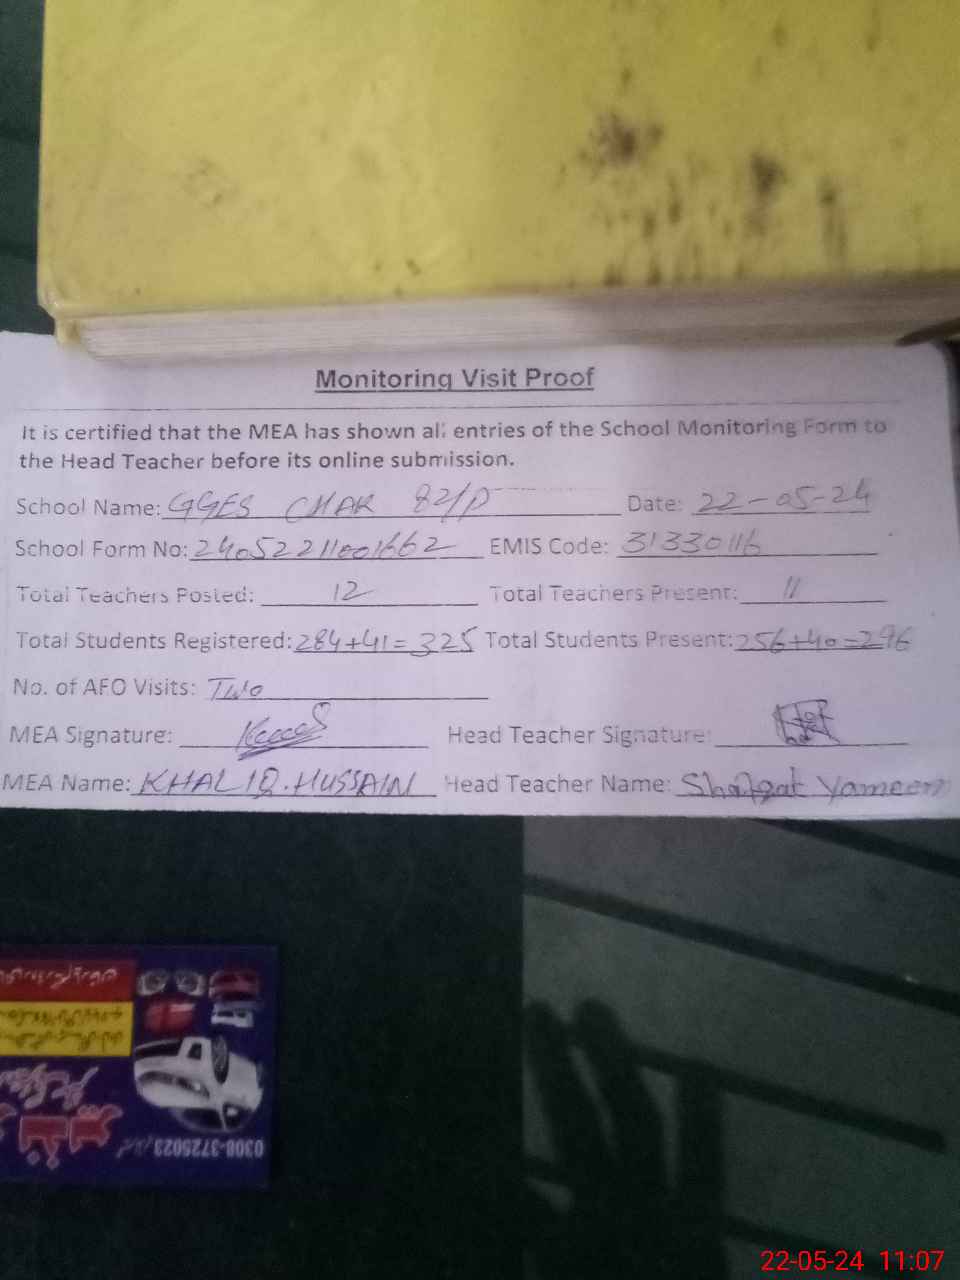 Monitoring Visit Proof
It is certified that the MEA has shown all entries of the School Monitoring Form to
the Head Teacher before its online submission.
School Name: GGES CHAK 82/P Date: 22-05-24
School Form No: 2405221001662 EMIS Code: 31330116
Total Teachers Posted: 12 Total Teachers Present: 11
Total Students Registered: 284+41=325 Total Students Present: 256+40=296
No. of AFO Visits: Two
MEA Signature: Head Teacher Signature:
MEA Name: KHALIQ.HUSSAIN Head Teacher Name: Shafqat Yameen
0308-3725023
22-05-24 11:07